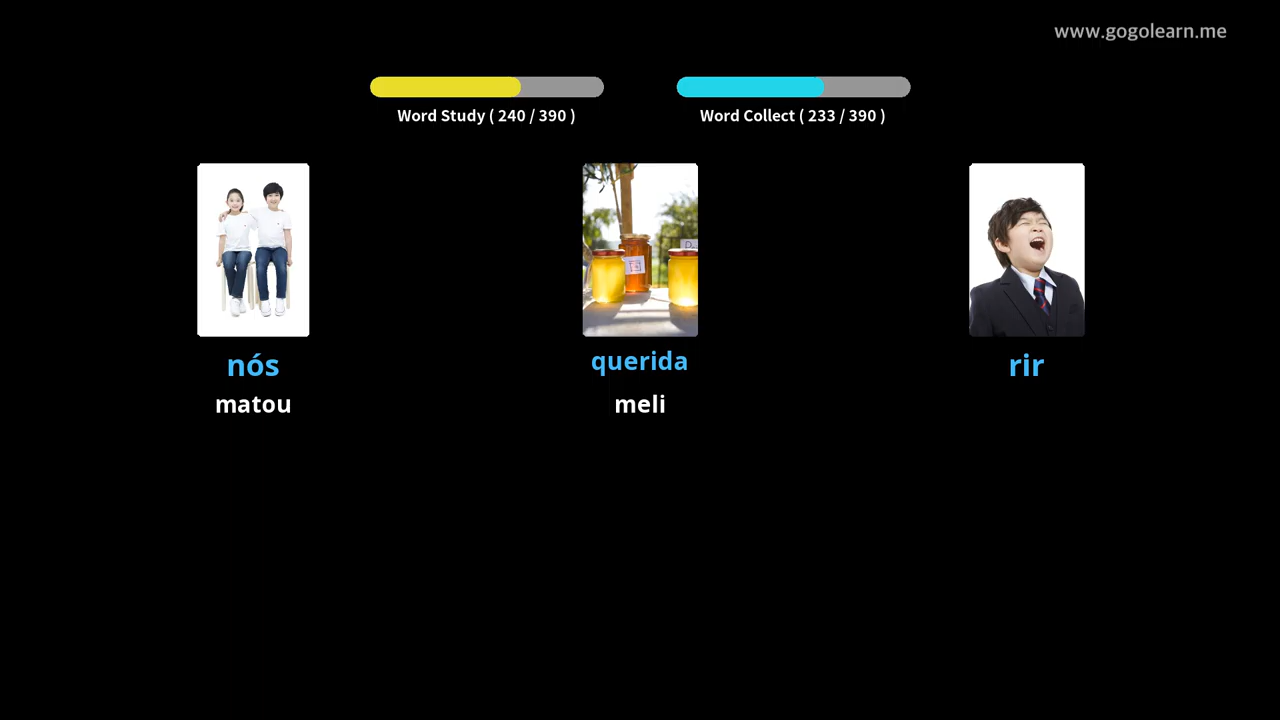 www.gogolearn.me
Word Study ( 240 / 390 )
Word Collect ( 233 / 390 )
nós
querida
rir
matou
meli